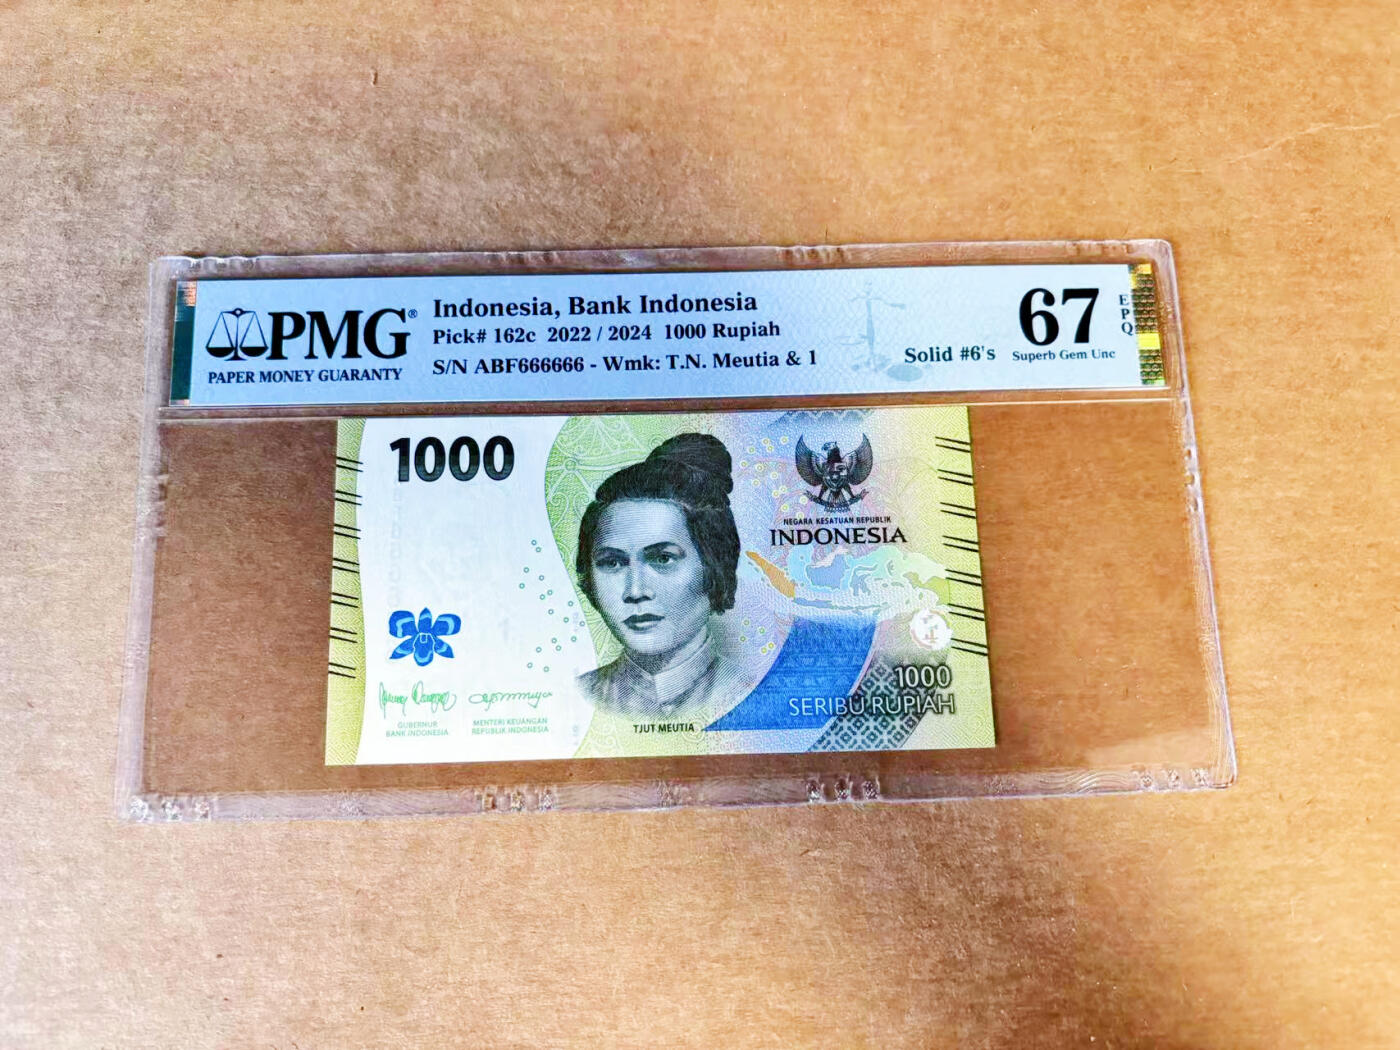 PMG®
PAPER MONEY GUARANTY
Indonesia, Bank Indonesia
Pick# 162c 2022 / 2024 1000 Rupiah
S/N ABF666666 - Wmk: T.N. Meutia & 1
Solid #6's
67
Superb Gem Unc
E
P
Q
1000
NEGARA KESATUAN REPUBLIK
INDONESIA
1000
SERIBU RUPIAH
GUBERNUR
BANK INDONESIA
MENTERI KEUANGAN
REPUBLIK INDONESIA
TJUT MEUTIA